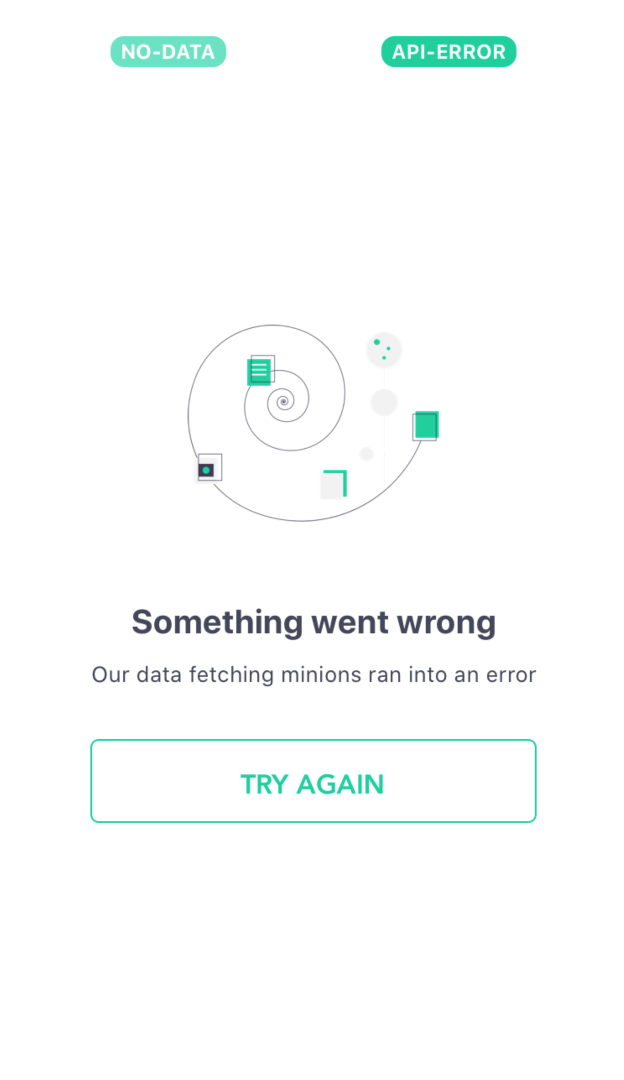 NO-DATA
API-ERROR
Something went wrong
Our data fetching minions ran into an error
TRY AGAIN